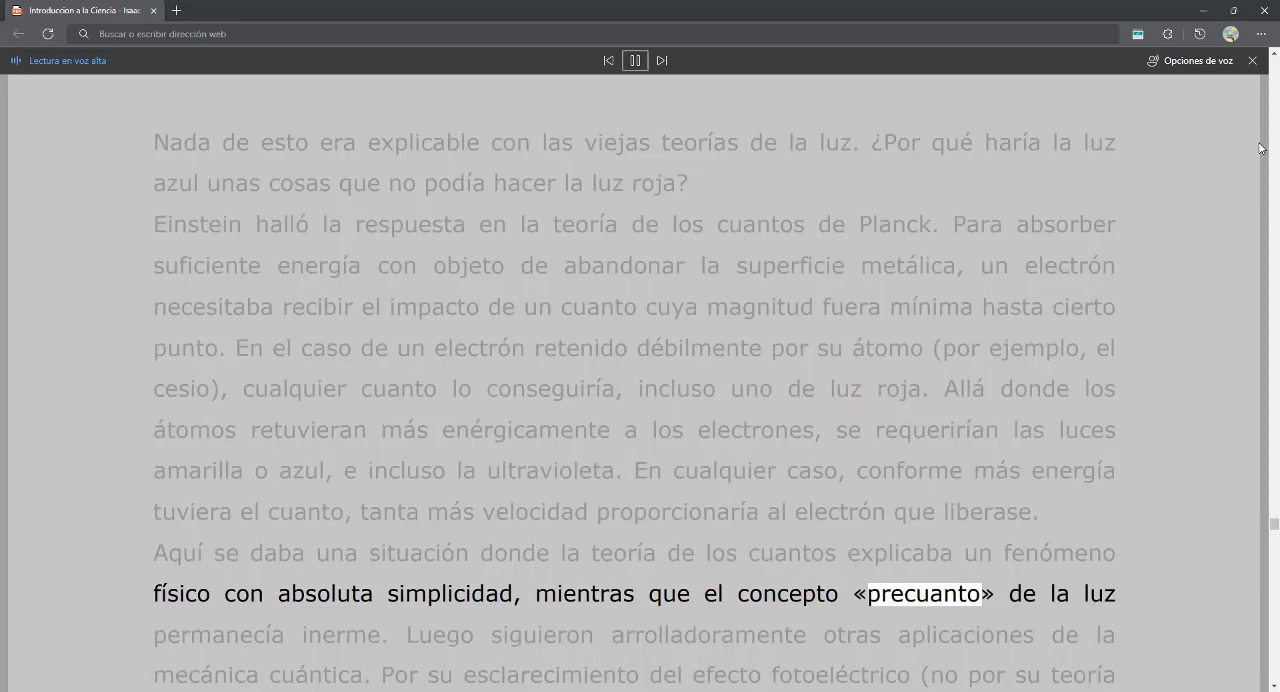 Introduccion a la Ciencia - Isaac
Buscar o escribir dirección web
Lectura en voz alta
Opciones de voz
Nada de esto era explicable con las viejas teorías de la luz. ¿Por qué haría la luz
azul unas cosas que no podía hacer la luz roja?
Einstein halló la respuesta en la teoría de los cuantos de Planck. Para absorber
suficiente energía con objeto de abandonar la superficie metálica, un electrón
necesitaba recibir el impacto de un cuanto cuya magnitud fuera mínima hasta cierto
punto. En el caso de un electrón retenido débilmente por su átomo (por ejemplo, el
cesio), cualquier cuanto lo conseguiría, incluso uno de luz roja. Allá donde los
átomos retuvieran más enérgicamente a los electrones, se requerirían las luces
amarilla o azul, e incluso la ultravioleta. En cualquier caso, conforme más energía
tuviera el cuanto, tanta más velocidad proporcionaría al electrón que liberase.
Aquí se daba una situación donde la teoría de los cuantos explicaba un fenómeno
físico con absoluta simplicidad, mientras que el concepto «precuanto» de la luz
permanecía inerme. Luego siguieron arrolladoramente otras aplicaciones de la
mecánica cuántica. Por su esclarecimiento del efecto fotoeléctrico (no por su teoría